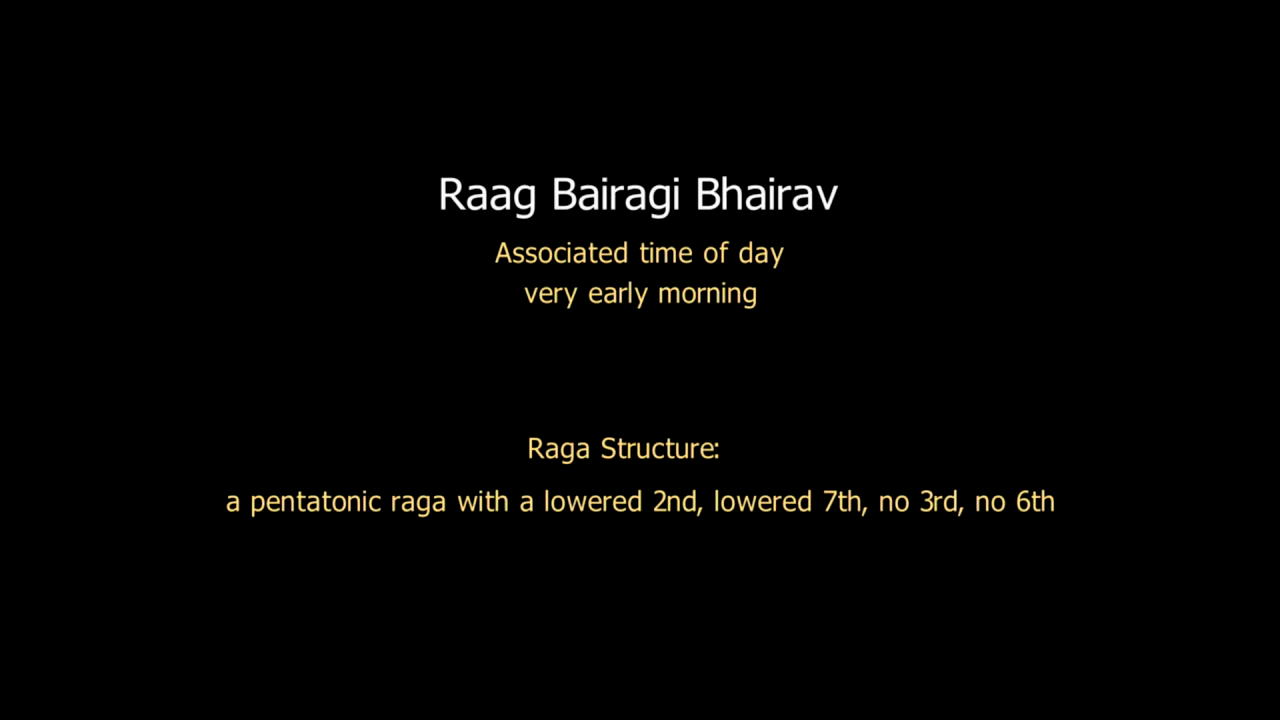 Raag Bairagi Bhairav
Associated time of day
very early morning
Raga Structure:
a pentatonic raga with a lowered 2nd, lowered 7th, no 3rd, no 6th